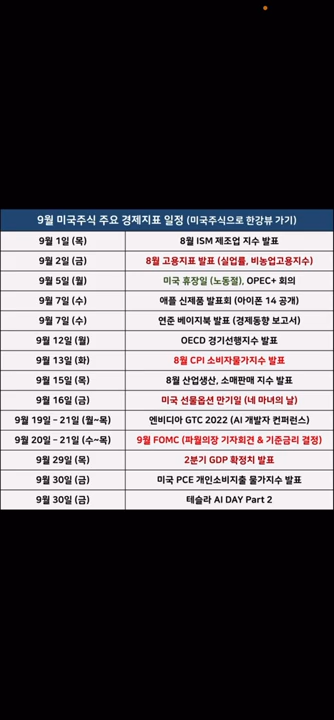 9월 미국주식 주요 경제지표 일정 (미국주식으로 한강뷰 가기)
9월 1일 (목) 8월 ISM 제조업 지수 발표
9월 2일 (금) 8월 고용지표 발표 (실업률, 비농업고용지수)
9월 5일 (월) 미국 휴장일 (노동절), OPEC+ 회의
9월 7일 (수) 애플 신제품 발표회 (아이폰 14 공개)
9월 7일 (수) 연준 베이지북 발표 (경제동향 보고서)
9월 12일 (월) OECD 경기선행지수 발표
9월 13일 (화) 8월 CPI 소비자물가지수 발표
9월 15일 (목) 8월 산업생산, 소매판매 지수 발표
9월 16일 (금) 미국 선물옵션 만기일 (네 마녀의 날)
9월 19일 - 21일 (월~목) 엔비디아 GTC 2022 (AI 개발자 컨퍼런스)
9월 20일 - 21일 (수~목) 9월 FOMC (파월의장 기자회견 & 기준금리 결정)
9월 29일 (목) 2분기 GDP 확정치 발표
9월 30일 (금) 미국 PCE 개인소비지출 물가지수 발표
9월 30일 (금) 테슬라 AI DAY Part 2